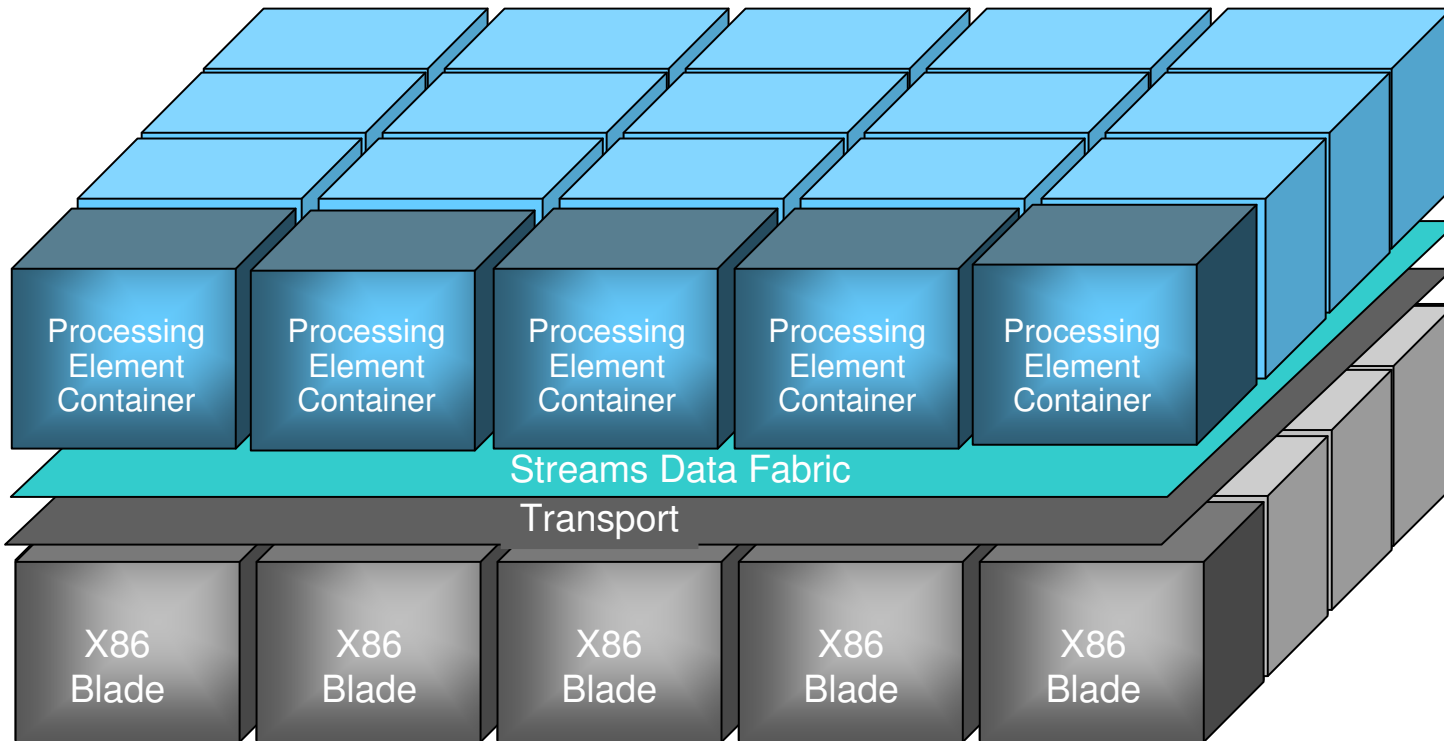 Processing
Element
Container
Processing
Element
Container
Processing
Element
Container
Processing
Element
Container
Processing
Element
Container
Streams Data Fabric
Transport
X86
Blade
X86
Blade
X86
Blade
X86
Blade
X86
Blade